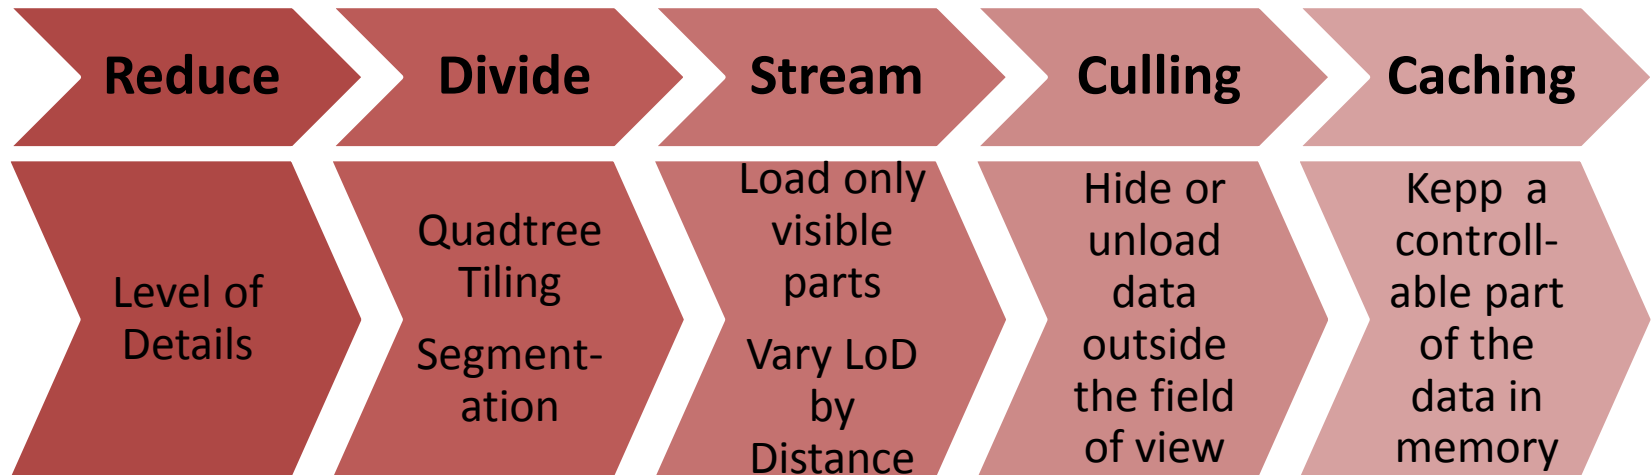 Reduce
Divide
Stream
Culling
Caching
Level of
Details
Quadtree
Tiling
Segment-
ation
Load only
visible
parts
Vary LoD
by
Distance
Hide or
unload
data
outside
the field
of view
Kepp a
controll-
able part
of the
data in
memory